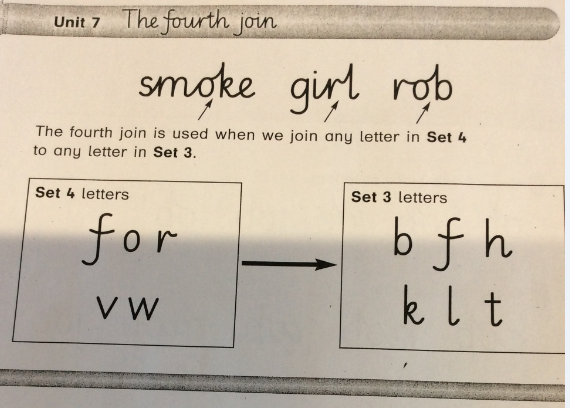 Unit 7 The fourth join
smoke girl rob
The fourth join is used when we join any letter in Set 4
to any letter in Set 3.
Set 4 letters
f o r
v w
Set 3 letters
b f h
k l t